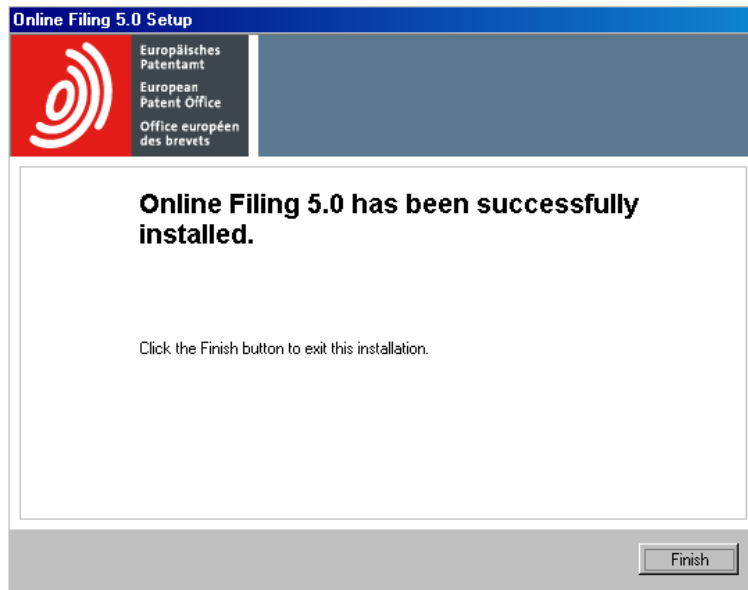 Online Filing 5.0 Setup
Europäisches
Patentamt
European
Patent Office
Office européen
des brevets
Online Filing 5.0 has been successfully
installed.
Click the Finish button to exit this installation.
Finish